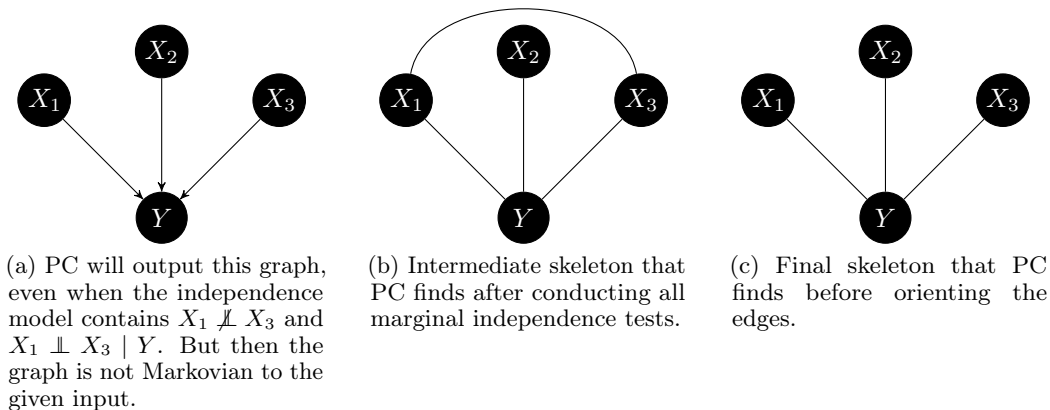 X₂
X₁
X₃
Y
(a) PC will output this graph,
even when the independence
model contains X₁ ⫫̸ X₃ and
X₁ ⫫ X₃ | Y. But then the
graph is not Markovian to the
given input.
X₂
X₁
X₃
Y
(b) Intermediate skeleton that
PC finds after conducting all
marginal independence tests.
X₂
X₁
X₃
Y
(c) Final skeleton that PC
finds before orienting the
edges.